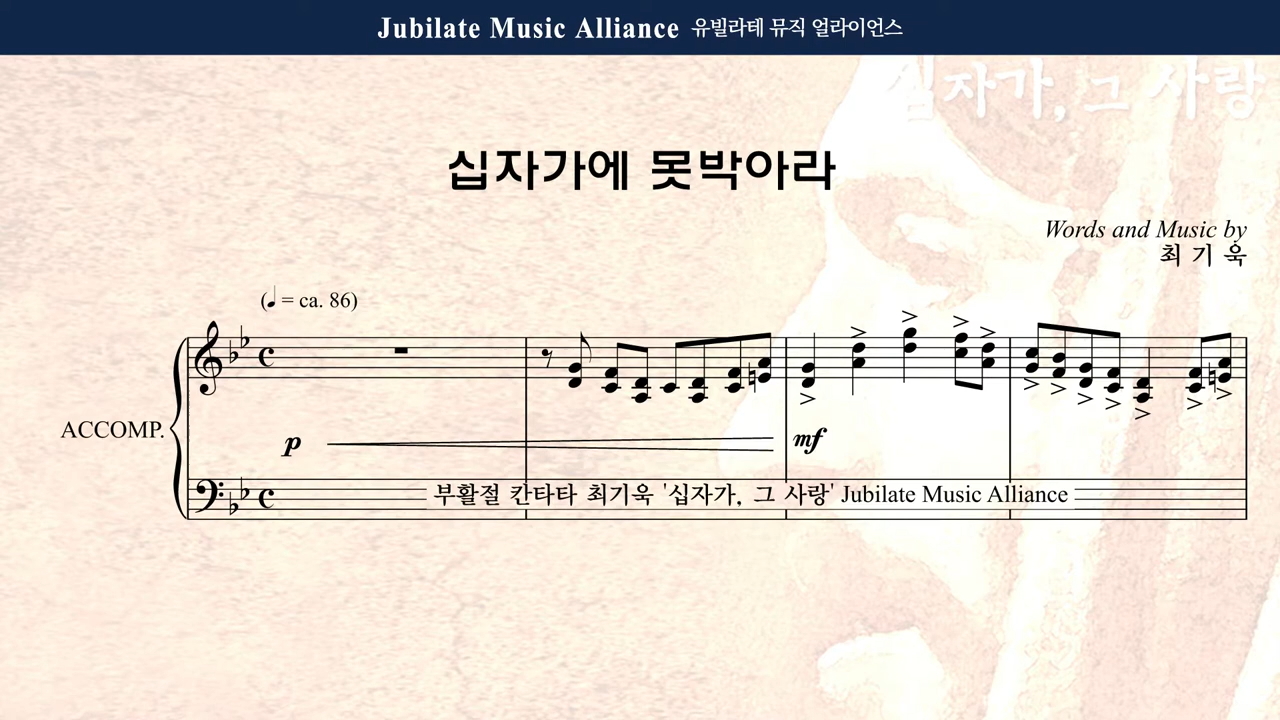 Jubilate Music Alliance 유빌라테 뮤직 얼라이언스
십자가, 그 사랑
십자가에 못박아라
Words and Music by
최 기 욱
(♩ = ca. 86)
ACCOMP.
p
mf
부활절 칸타타 최기욱 '십자가, 그 사랑' Jubilate Music Alliance